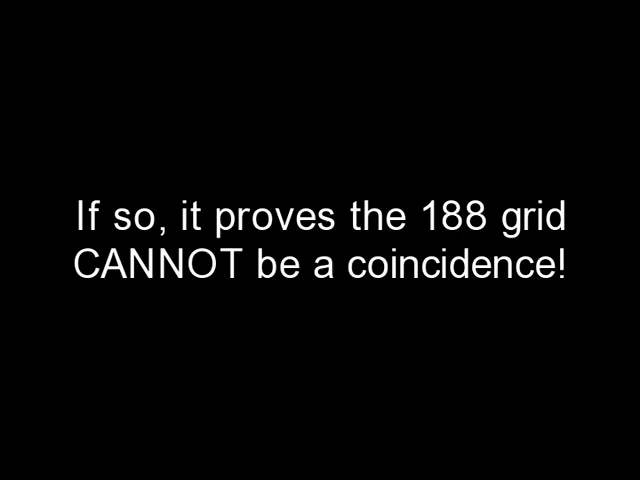 If so, it proves the 188 grid
CANNOT be a coincidence!